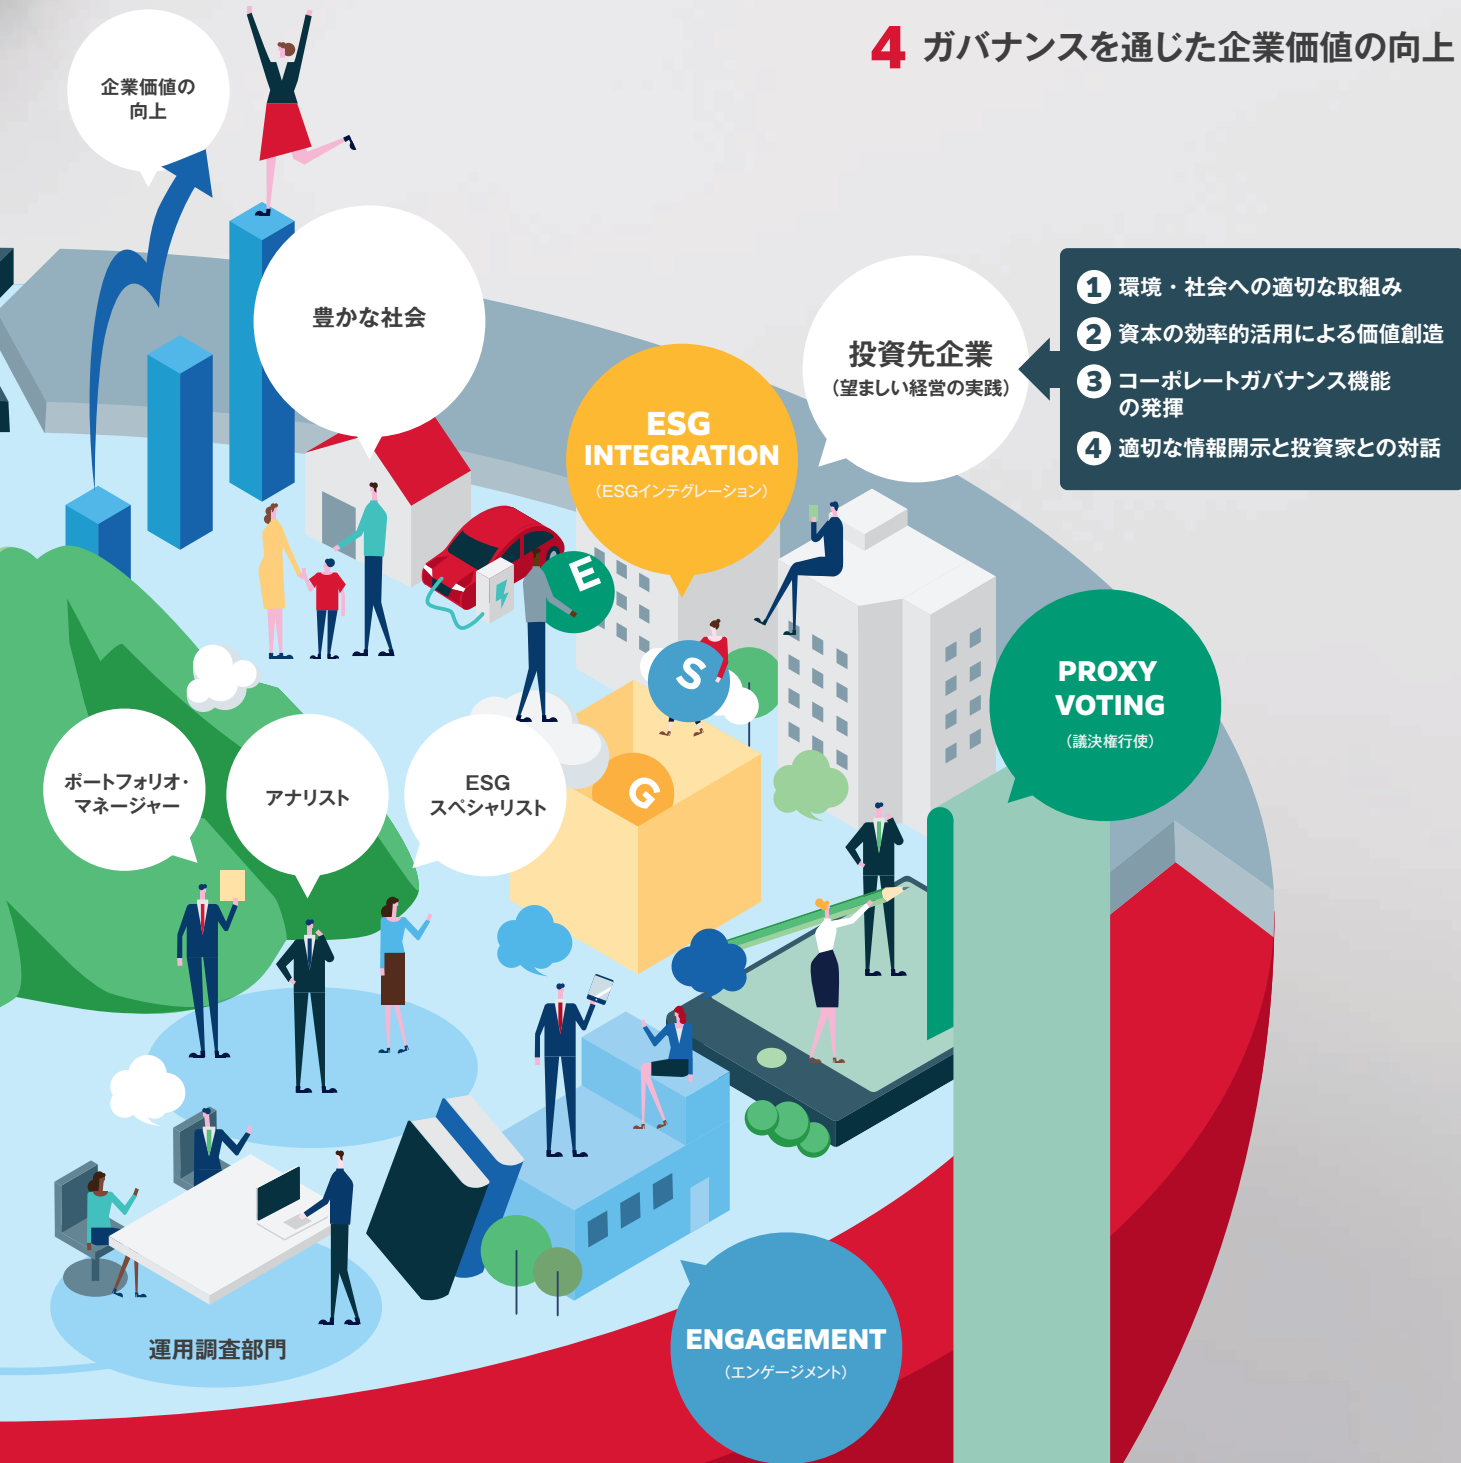 4 ガバナンスを通じた企業価値の向上
企業価値の
向上
豊かな社会
ESG
INTEGRATION
（ESGインテグレーション）
投資先企業
（望ましい経営の実践）
1 環境・社会への適切な取組み
2 資本の効率的活用による価値創造
3 コーポレートガバナンス機能
の発揮
4 適切な情報開示と投資家との対話
E
S
G
PROXY
VOTING
（議決権行使）
ポートフォリオ・
マネージャー
アナリスト
ESG
スペシャリスト
運用調査部門
ENGAGEMENT
（エンゲージメント）